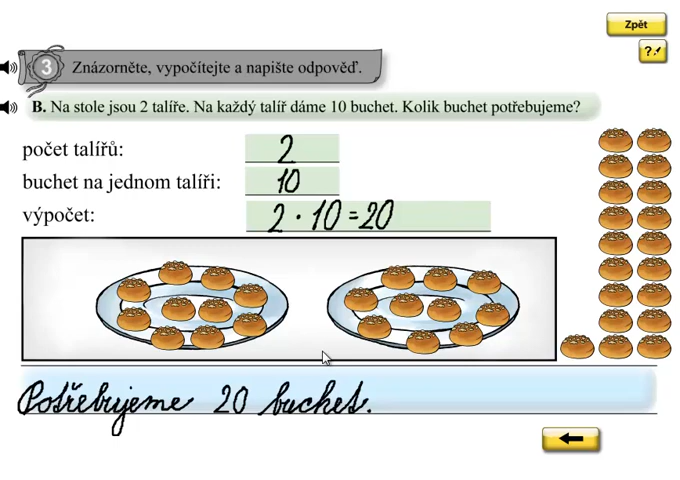 Zpět
?
3 Znázorněte, vypočítejte a napište odpověď.
B. Na stole jsou 2 talíře. Na každý talíř dáme 10 buchet. Kolik buchet potřebujeme?
počet talířů: 2
buchet na jednom talíři: 10
výpočet: 2 · 10 = 20
Potřebujeme 20 buchet.